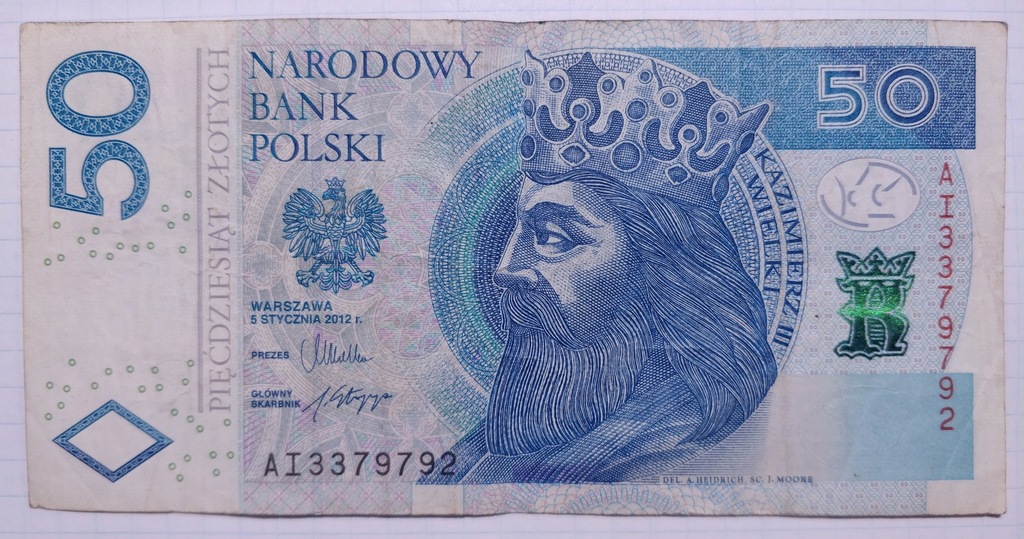 50
PIĘĆDZIESIĄT ZŁOTYCH
NARODOWY
BANK
POLSKI
WARSZAWA
5 STYCZNIA 2012 r.
PREZES
GŁÓWNY
SKARBNIK
AI3379792
KAZIMIERZ III
WIELKI
50
AI3379792
DEL. A. HEIDRICH, SC. J. MOORE